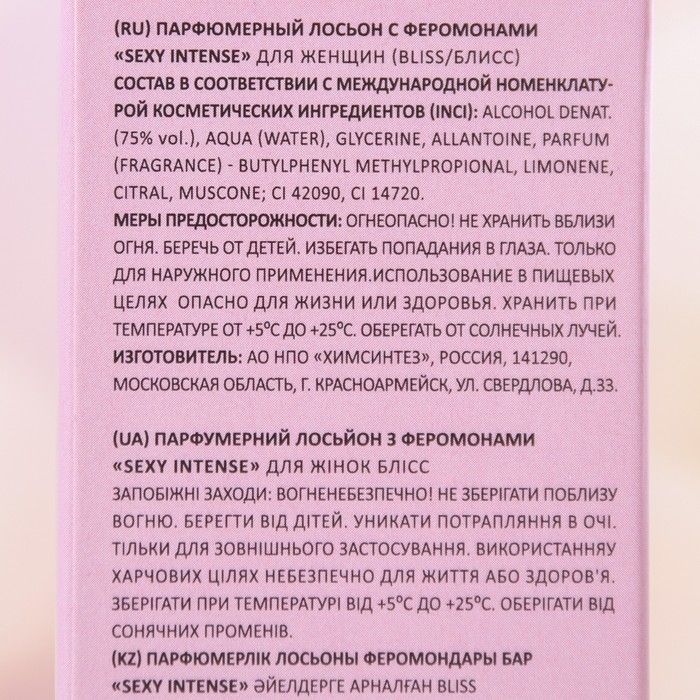 (RU) ПАРФЮМЕРНЫЙ ЛОСЬОН С ФЕРОМОНАМИ
«SEXY INTENSE» ДЛЯ ЖЕНЩИН (BLISS/БЛИСС)
СОСТАВ В СООТВЕТСТВИИ С МЕЖДУНАРОДНОЙ НОМЕНКЛАТУ-
РОЙ КОСМЕТИЧЕСКИХ ИНГРЕДИЕНТОВ (INCI): ALCOHOL DENAT.
(75% vol.), AQUA (WATER), GLYCERINE, ALLANTOINE, PARFUM
(FRAGRANCE) - BUTYLPHENYL METHYLPROPIONAL, LIMONENE,
CITRAL, MUSCONE; CI 42090, CI 14720.
МЕРЫ ПРЕДОСТОРОЖНОСТИ: ОГНЕОПАСНО! НЕ ХРАНИТЬ ВБЛИЗИ
ОГНЯ. БЕРЕЧЬ ОТ ДЕТЕЙ. ИЗБЕГАТЬ ПОПАДАНИЯ В ГЛАЗА. ТОЛЬКО
ДЛЯ НАРУЖНОГО ПРИМЕНЕНИЯ.ИСПОЛЬЗОВАНИЕ В ПИЩЕВЫХ
ЦЕЛЯХ ОПАСНО ДЛЯ ЖИЗНИ ИЛИ ЗДОРОВЬЯ. ХРАНИТЬ ПРИ
ТЕМПЕРАТУРЕ ОТ +5°С ДО +25°С. ОБЕРЕГАТЬ ОТ СОЛНЕЧНЫХ ЛУЧЕЙ.
ИЗГОТОВИТЕЛЬ: АО НПО «ХИМСИНТЕЗ», РОССИЯ, 141290,
МОСКОВСКАЯ ОБЛАСТЬ, Г. КРАСНОАРМЕЙСК, УЛ. СВЕРДЛОВА, Д.33.
(UA) ПАРФУМЕРНИЙ ЛОСЬЙОН З ФЕРОМОНАМИ
«SEXY INTENSE» ДЛЯ ЖІНОК БЛІСС
ЗАПОБІЖНІ ЗАХОДИ: ВОГНЕНЕБЕЗПЕЧНО! НЕ ЗБЕРІГАТИ ПОБЛИЗУ
ВОГНЮ. БЕРЕГТИ ВІД ДІТЕЙ. УНИКАТИ ПОТРАПЛЯННЯ В ОЧІ.
ТІЛЬКИ ДЛЯ ЗОВНІШНЬОГО ЗАСТОСУВАННЯ. ВИКОРИСТАННЯУ
ХАРЧОВИХ ЦІЛЯХ НЕБЕЗПЕЧНО ДЛЯ ЖИТТЯ АБО ЗДОРОВ'Я.
ЗБЕРІГАТИ ПРИ ТЕМПЕРАТУРІ ВІД +5°С ДО +25°С. ОБЕРІГАТИ ВІД
СОНЯЧНИХ ПРОМЕНІВ.
(KZ) ПАРФЮМЕРЛІК ЛОСЬОНЫ ФЕРОМОНДАРЫ БАР
«SEXY INTENSE» ӘЙЕЛДЕРГЕ АРНАЛҒАН BLISS